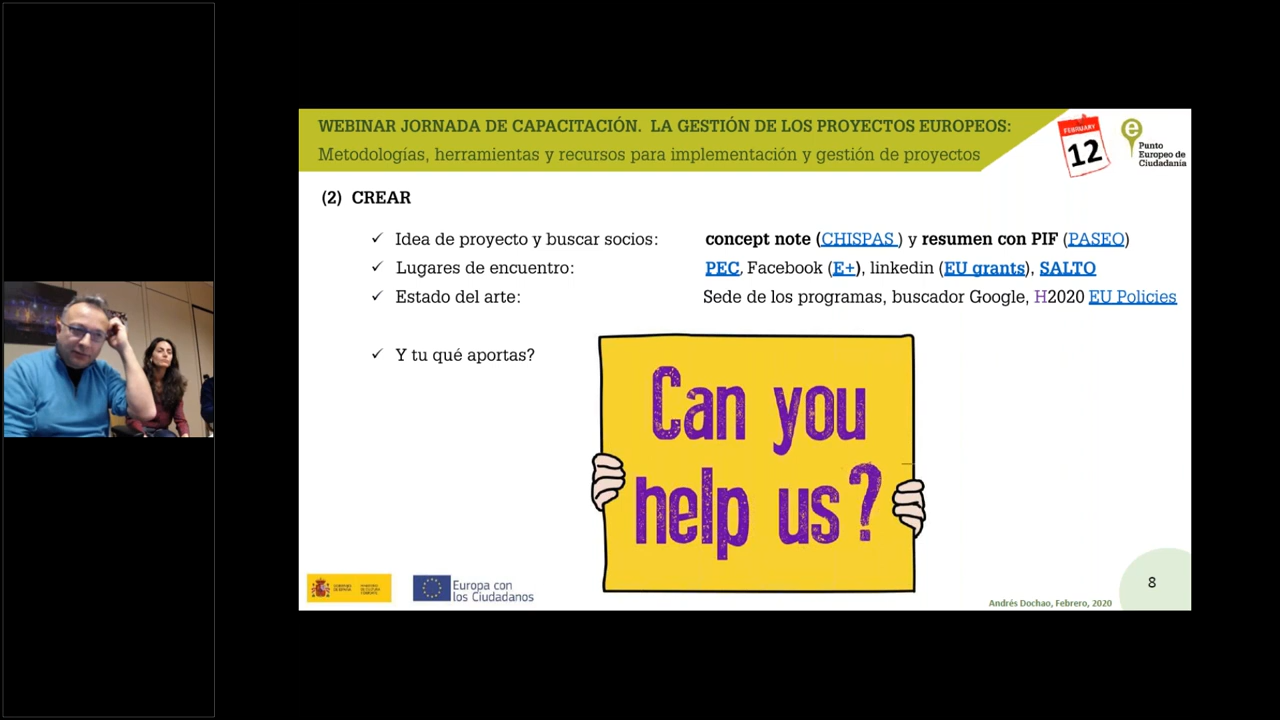 WEBINAR JORNADA DE CAPACITACIÓN. LA GESTIÓN DE LOS PROYECTOS EUROPEOS:
Metodologías, herramientas y recursos para implementación y gestión de proyectos
FEBRUARY
12
e
Punto
Europeo de
Ciudadanía
(2) CREAR
✓ Idea de proyecto y buscar socios: concept note (CHISPAS ) y resumen con PIF (PASEO)
✓ Lugares de encuentro: PEC, Facebook (E+), linkedin (EU grants), SALTO
✓ Estado del arte: Sede de los programas, buscador Google, H2020 EU Policies
✓ Y tu qué aportas?
Can you
help us?
Europa con
los Ciudadanos
Andrés Dochao, Febrero, 2020
8